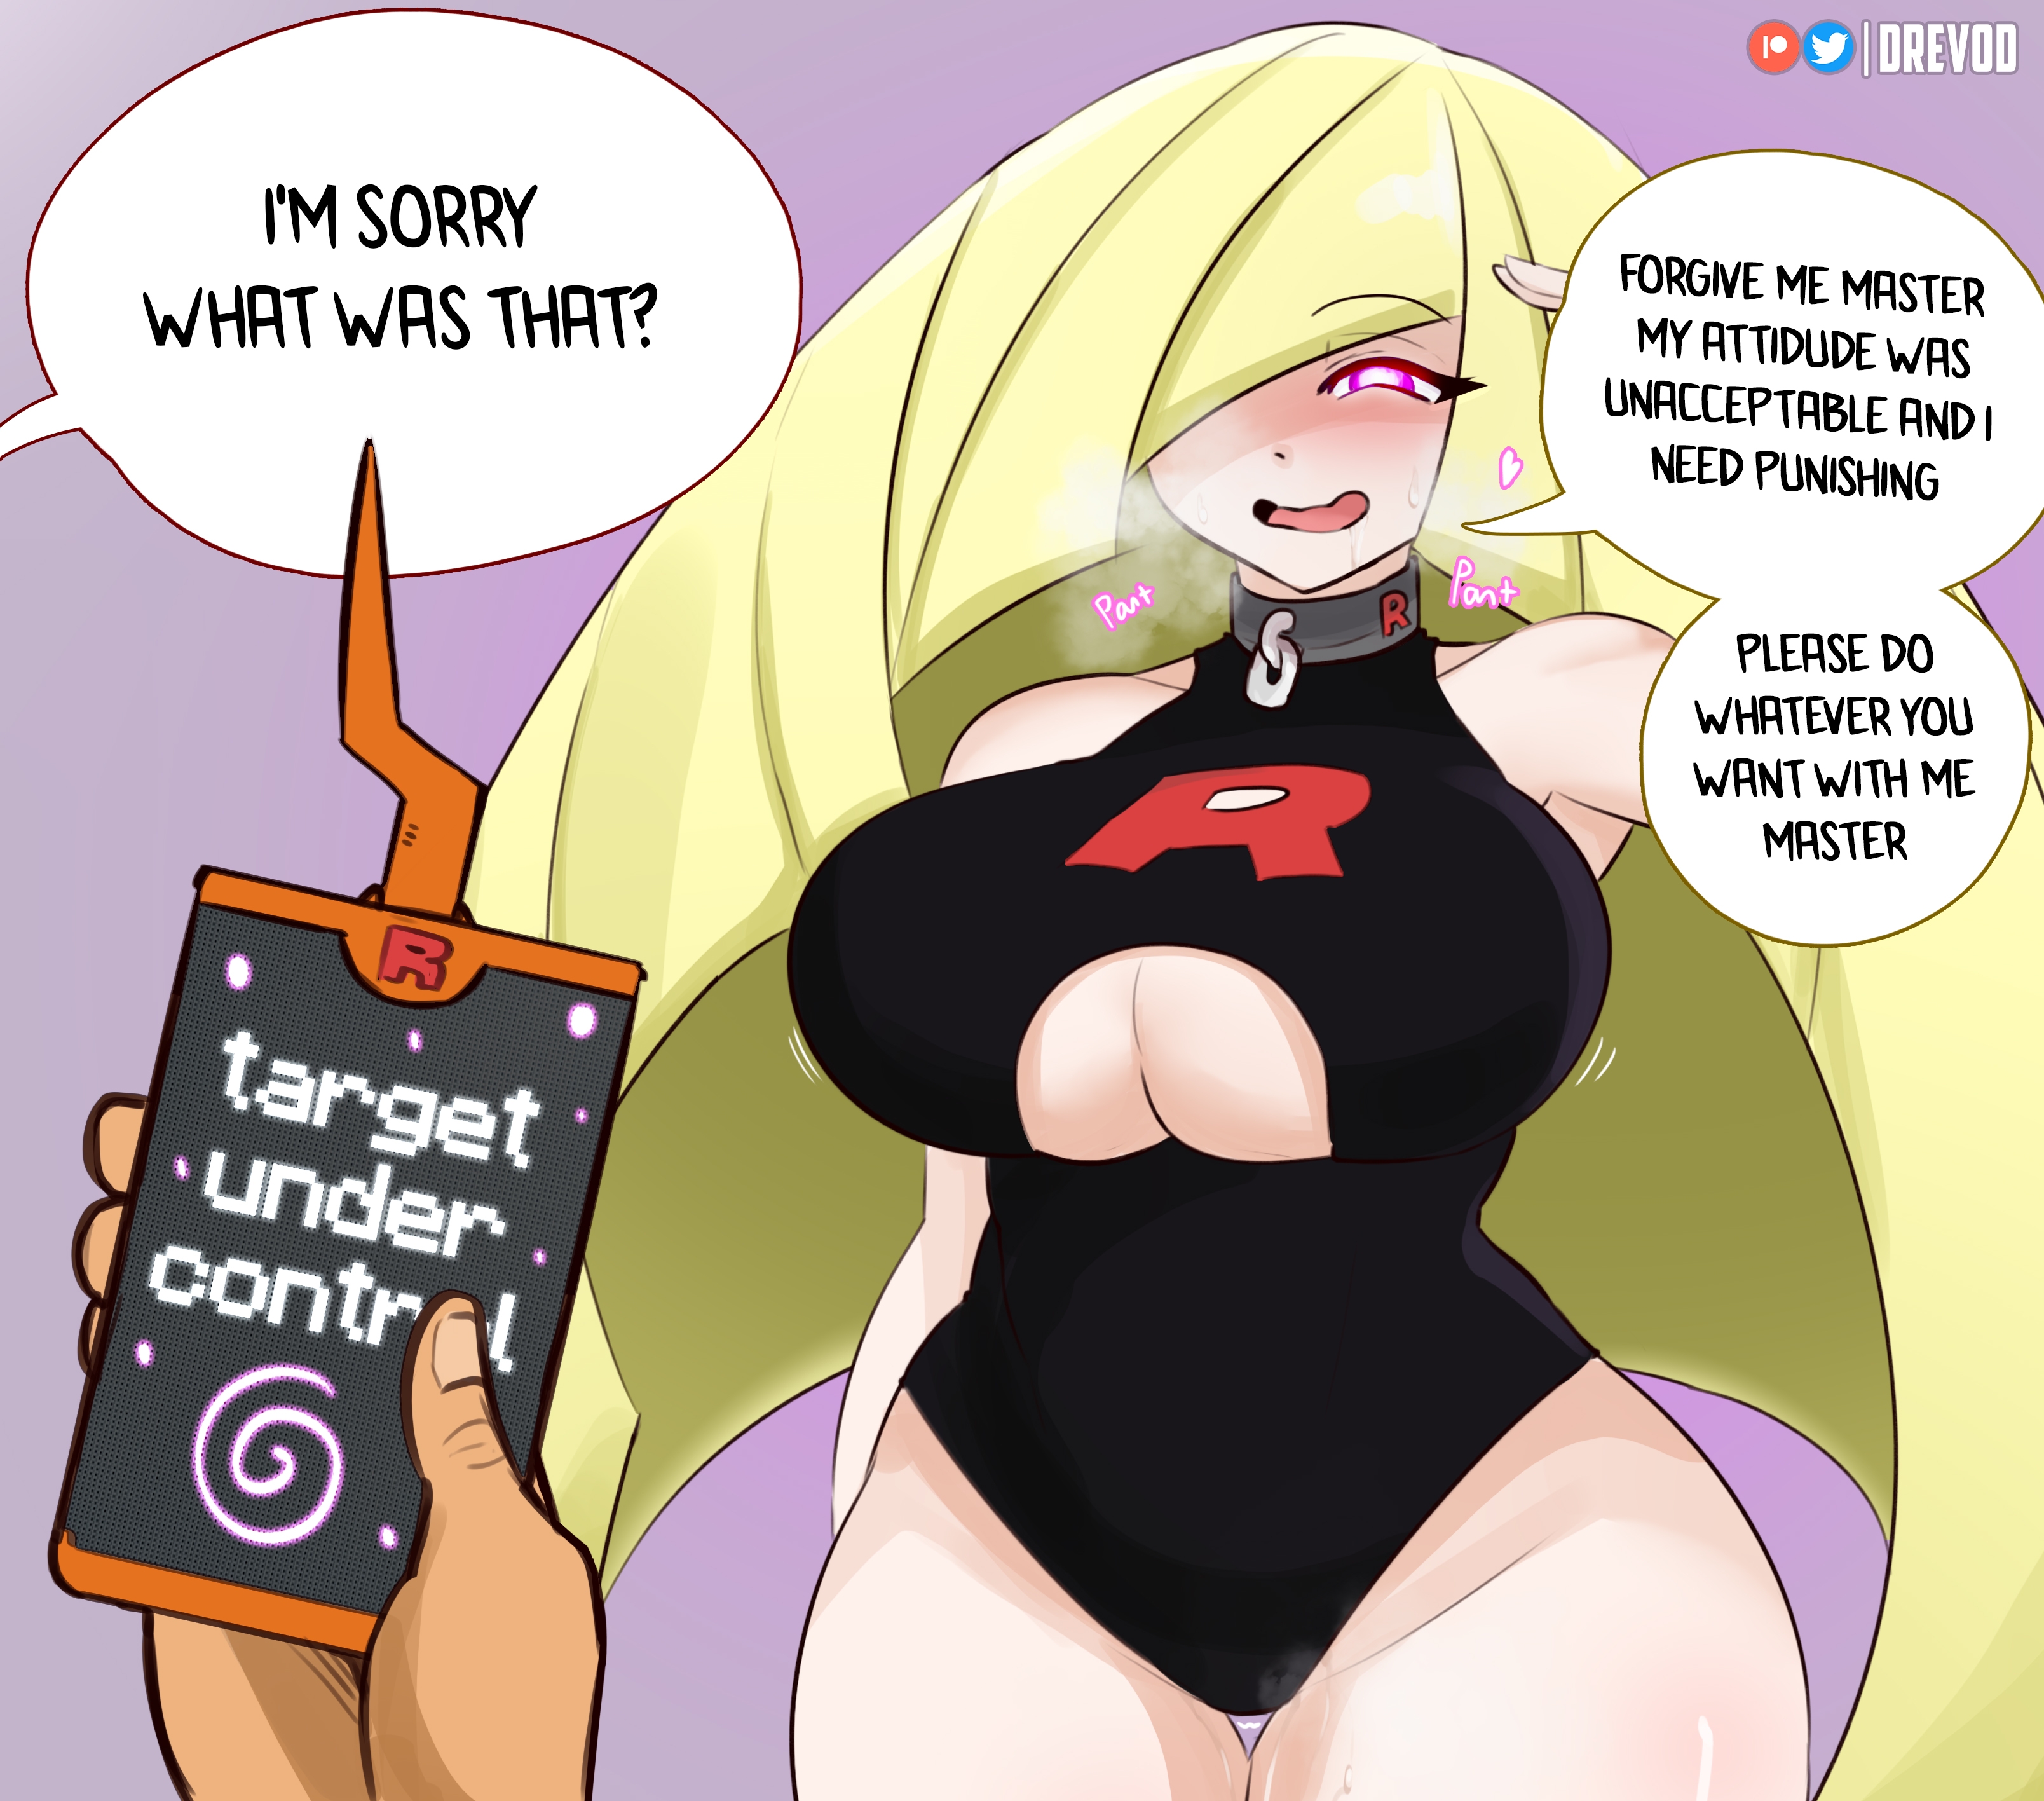 DREVOD
I'M SORRY
WHAT WAS THAT?
FORGIVE ME MASTER
MY ATTIDUDE WAS
UNACCEPTABLE AND I
NEED PUNISHING
PLEASE DO
WHATEVER YOU
WANT WITH ME
MASTER
Pant
Pant
R
R
R
target
under
control